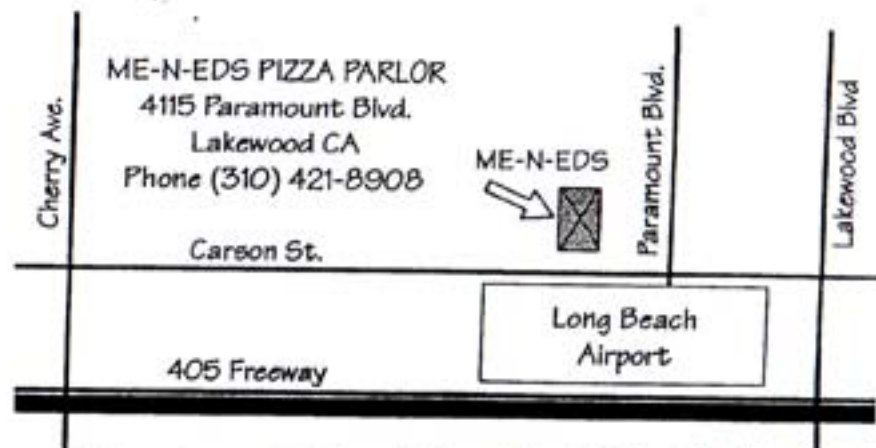 ME-N-EDS PIZZA PARLOR
4115 Paramount Blvd.
Lakewood CA
Phone (310) 421-8908
Cherry Ave.
ME-N-EDS
Paramount Blvd.
Lakewood Blvd
Carson St.
Long Beach
Airport
405 Freeway